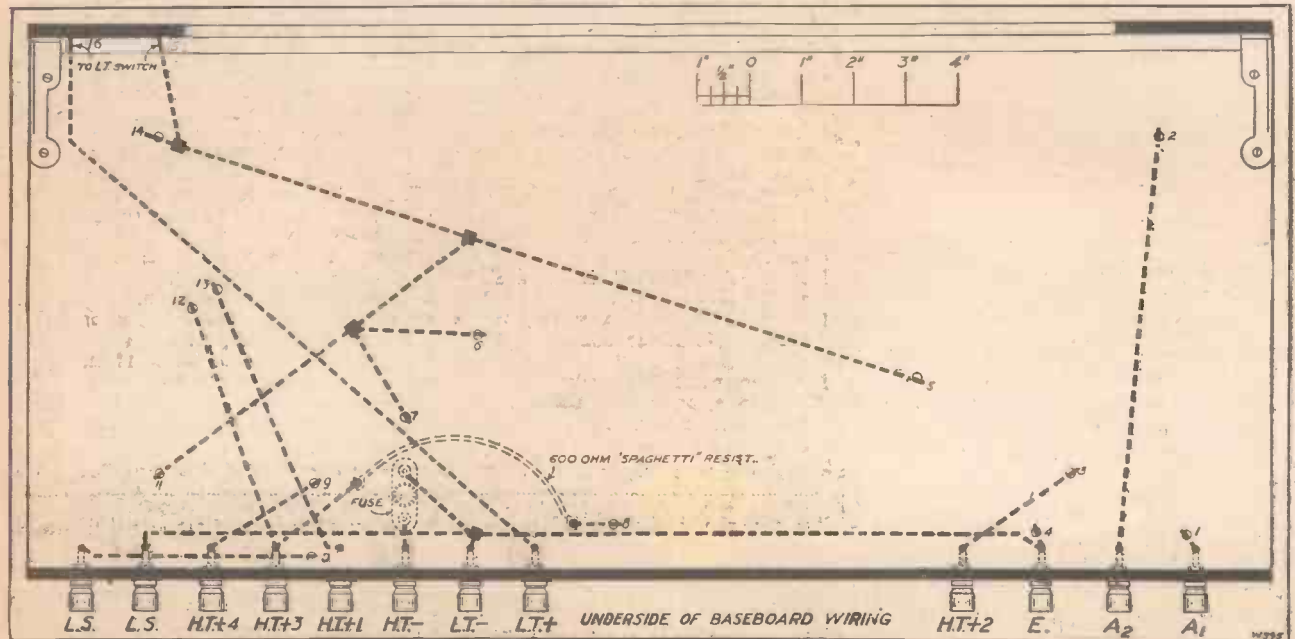 16 15
TO L.T. SWITCH
1" ½" 0 1" 2" 3" 4"
14
2
13
12
6
5
7
600 OHM 'SPAGHETTI' RESIST.
3
11
9
FUSE
8
4
1
L.S. L.S. H.T.+4 H.T.+3 H.T.+1 H.T.- L.T.- L.T.+ UNDERSIDE OF BASEBOARD WIRING H.T.+2 E. A2 A1